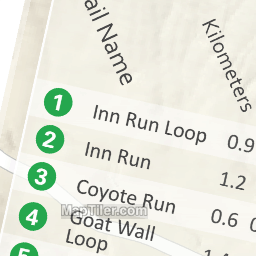 ail Name Kilometers
1 Inn Run Loop 0.9
2 Inn Run 1.2
3 Coyote Run 0.6
4 Goat Wall
Loop
MapTiler.com